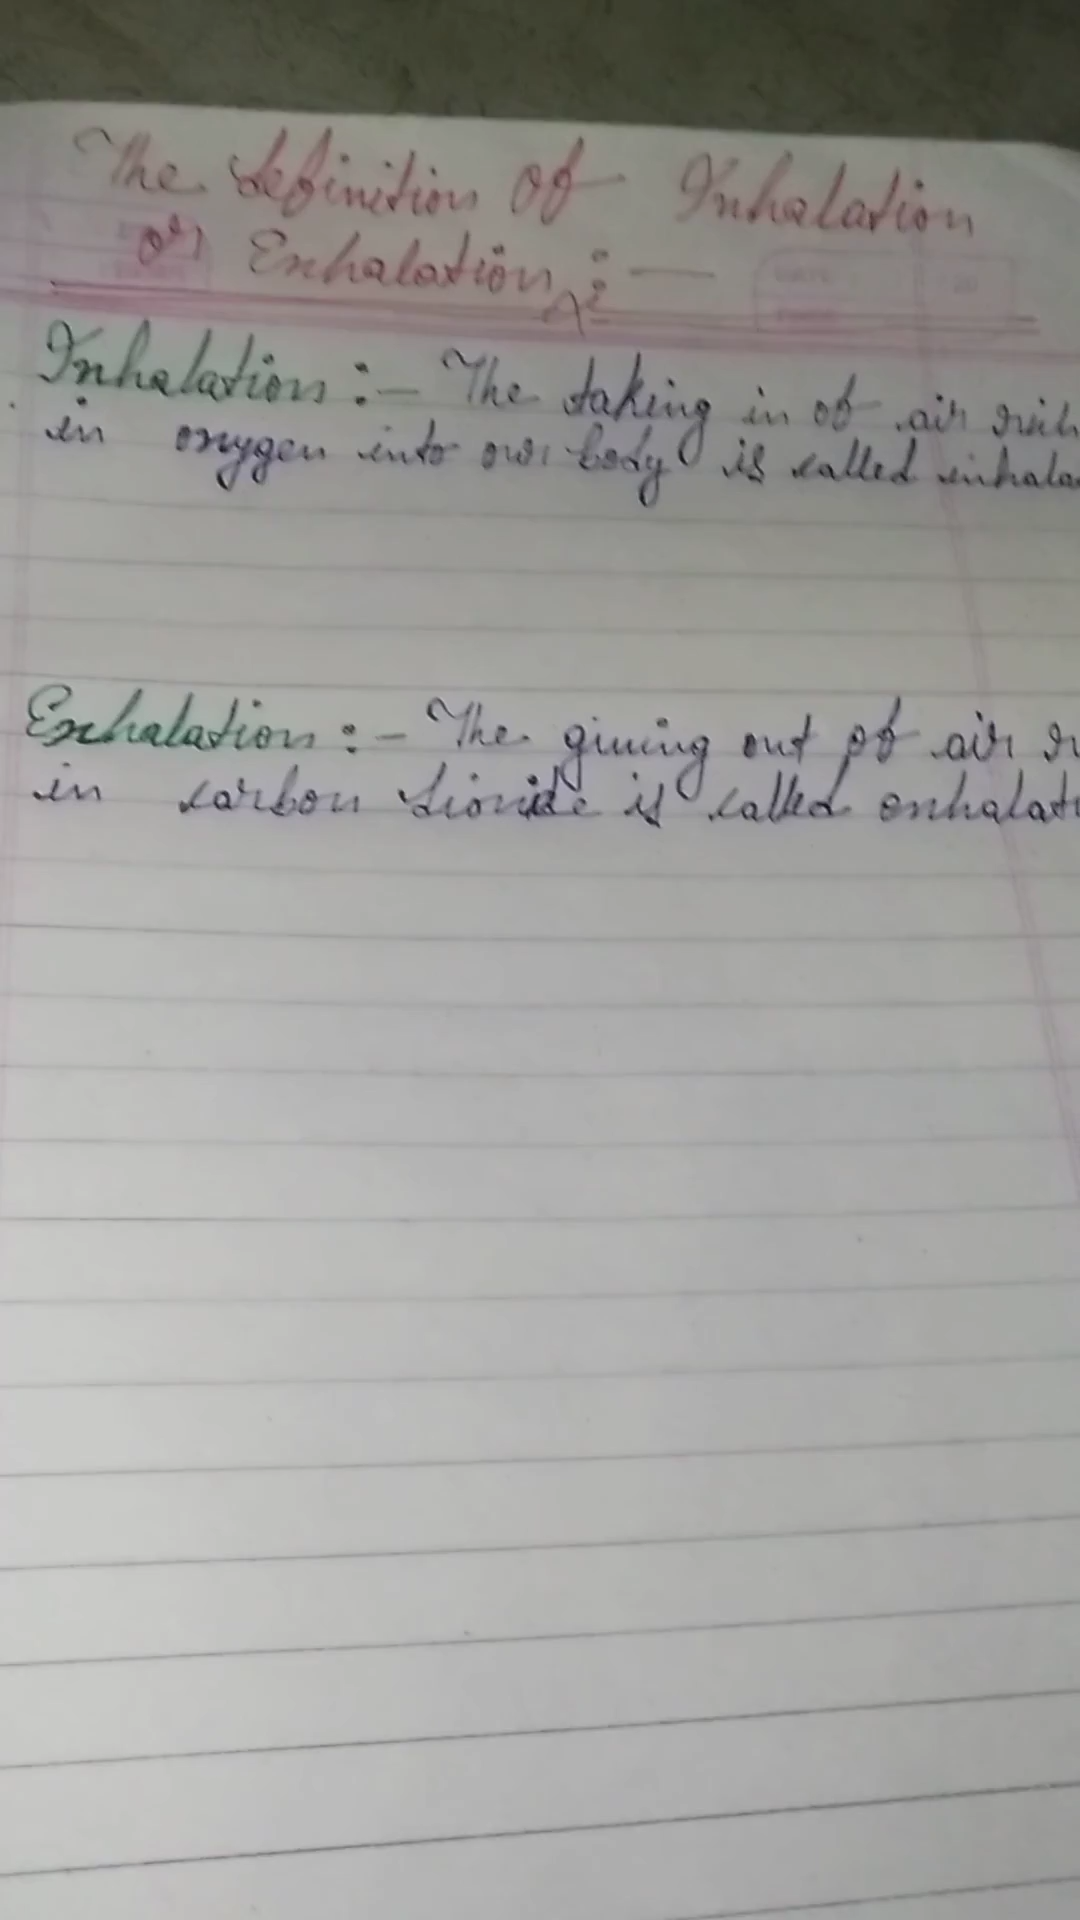 The definition of Inhalation
or Exhalation :—
Inhalation :- The taking in of air rich
in oxygen into our body is called inhala
Exhalation :- The giving out of air r
in carbon dioxide is called exhalati